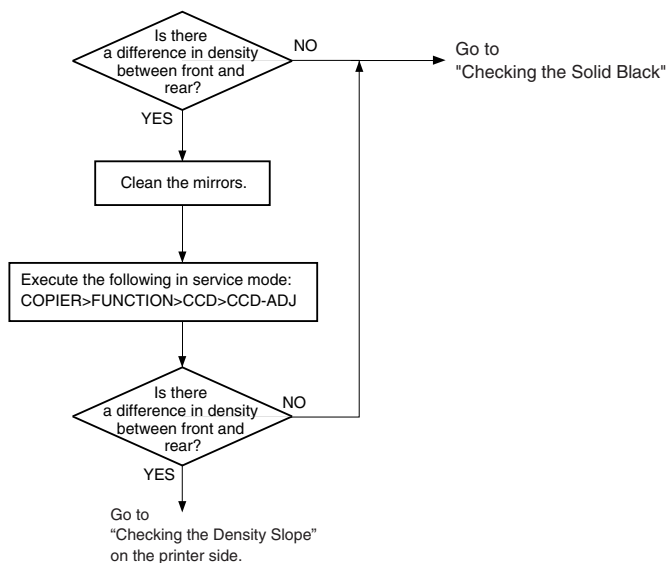 Is there
a difference in density
between front and
rear?
NO
Go to
"Checking the Solid Black"
YES
Clean the mirrors.
Execute the following in service mode:
COPIER>FUNCTION>CCD>CCD-ADJ
Is there
a difference in density
between front and
rear?
NO
YES
Go to
“Checking the Density Slope”
on the printer side.